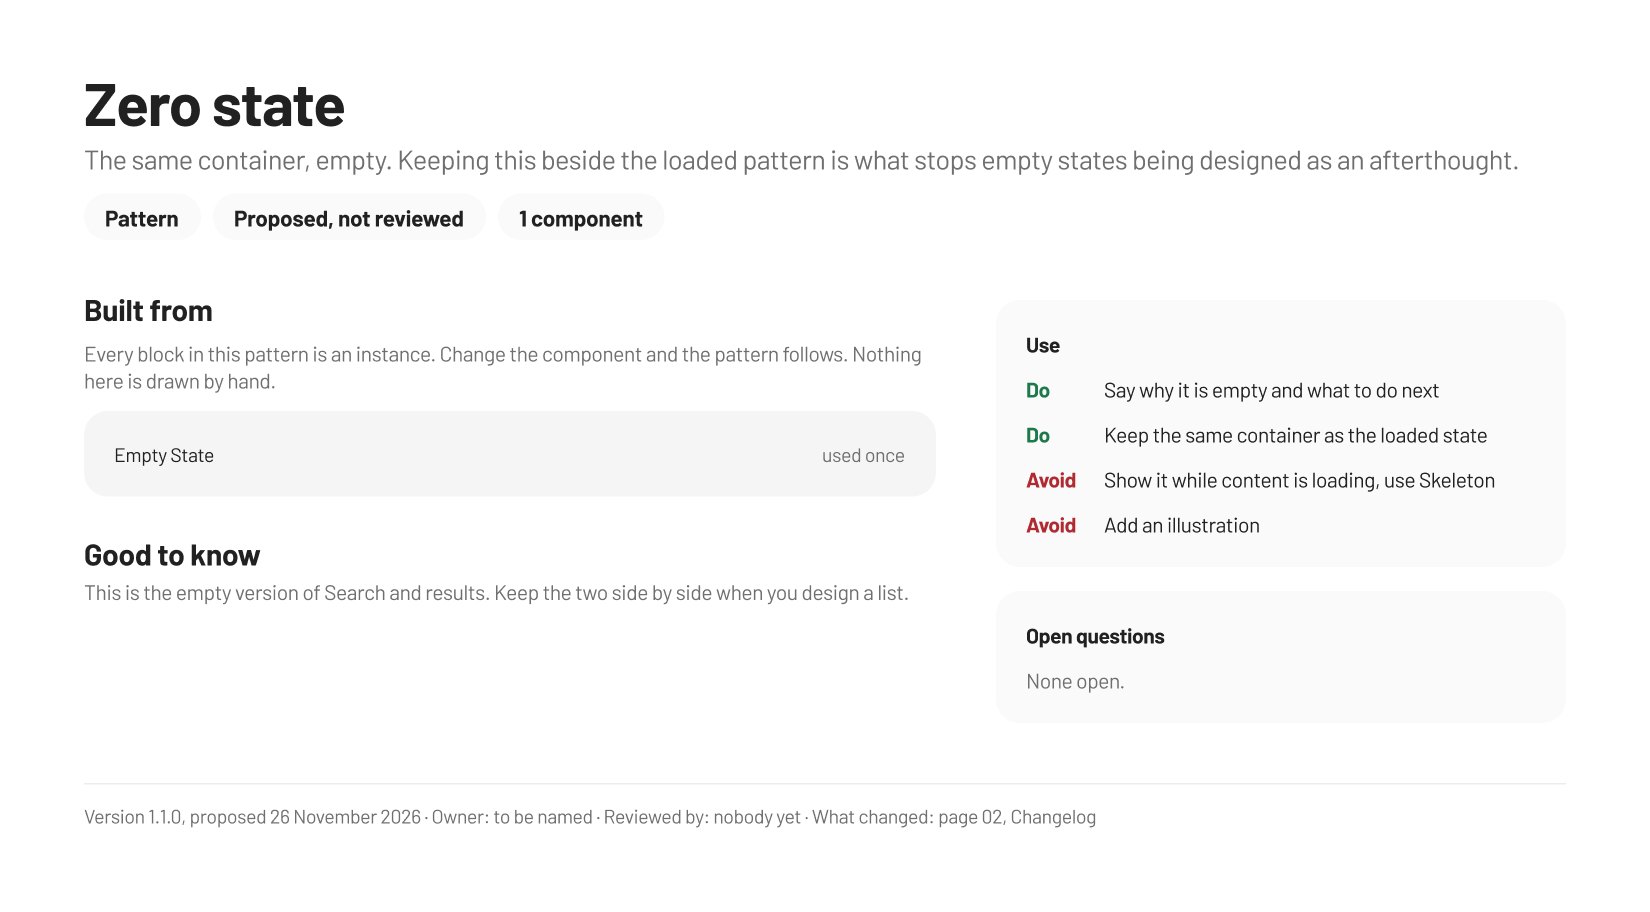 Zero state
The same container, empty. Keeping this beside the loaded pattern is what stops empty states being designed as an afterthought.
Pattern
Proposed, not reviewed
1 component
Built from
Every block in this pattern is an instance. Change the component and the pattern follows. Nothing
here is drawn by hand.
Empty State
used once
Good to know
This is the empty version of Search and results. Keep the two side by side when you design a list.
Use
Do Say why it is empty and what to do next
Do Keep the same container as the loaded state
Avoid Show it while content is loading, use Skeleton
Avoid Add an illustration
Open questions
None open.
Version 1.1.0, proposed 26 November 2026 · Owner: to be named · Reviewed by: nobody yet · What changed: page 02, Changelog